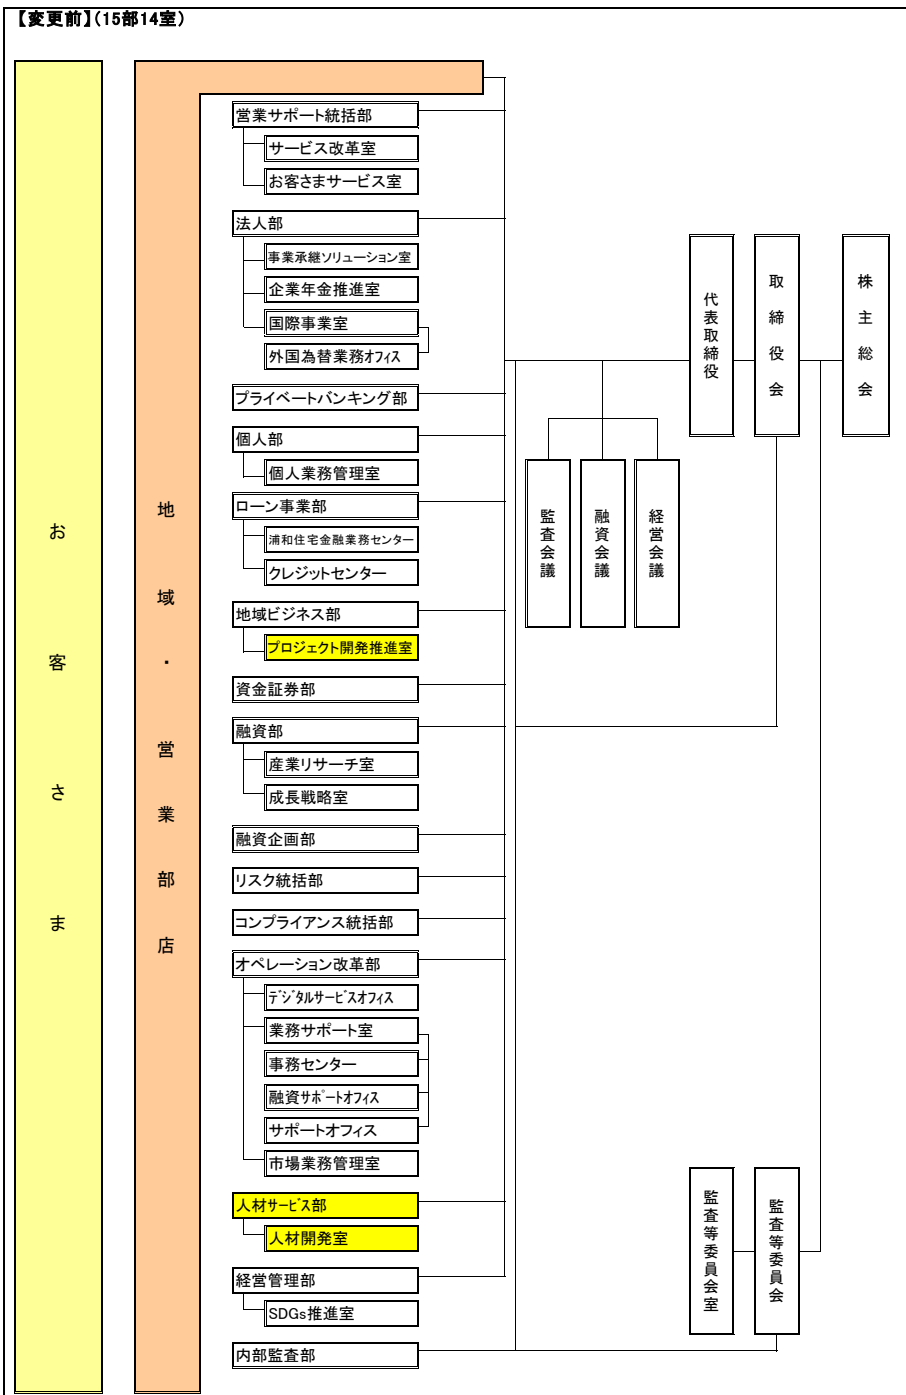 【変更前】(15部14室)
お客さま
地域・営業部店
営業サポート統括部
サービス改革室
お客さまサービス室
法人部
事業承継ソリューション室
企業年金推進室
国際事業室
外国為替業務オフィス
プライベートバンキング部
個人部
個人業務管理室
ローン事業部
浦和住宅金融業務センター
クレジットセンター
地域ビジネス部
プロジェクト開発推進室
資金証券部
融資部
産業リサーチ室
成長戦略室
融資企画部
リスク統括部
コンプライアンス統括部
オペレーション改革部
デジタルサービスオフィス
業務サポート室
事務センター
融資サポートオフィス
サポートオフィス
市場業務管理室
人材サービス部
人材開発室
経営管理部
SDGs推進室
内部監査部
監査会議
融資会議
経営会議
代表取締役
取締役会
株主総会
監査等委員会室
監査等委員会